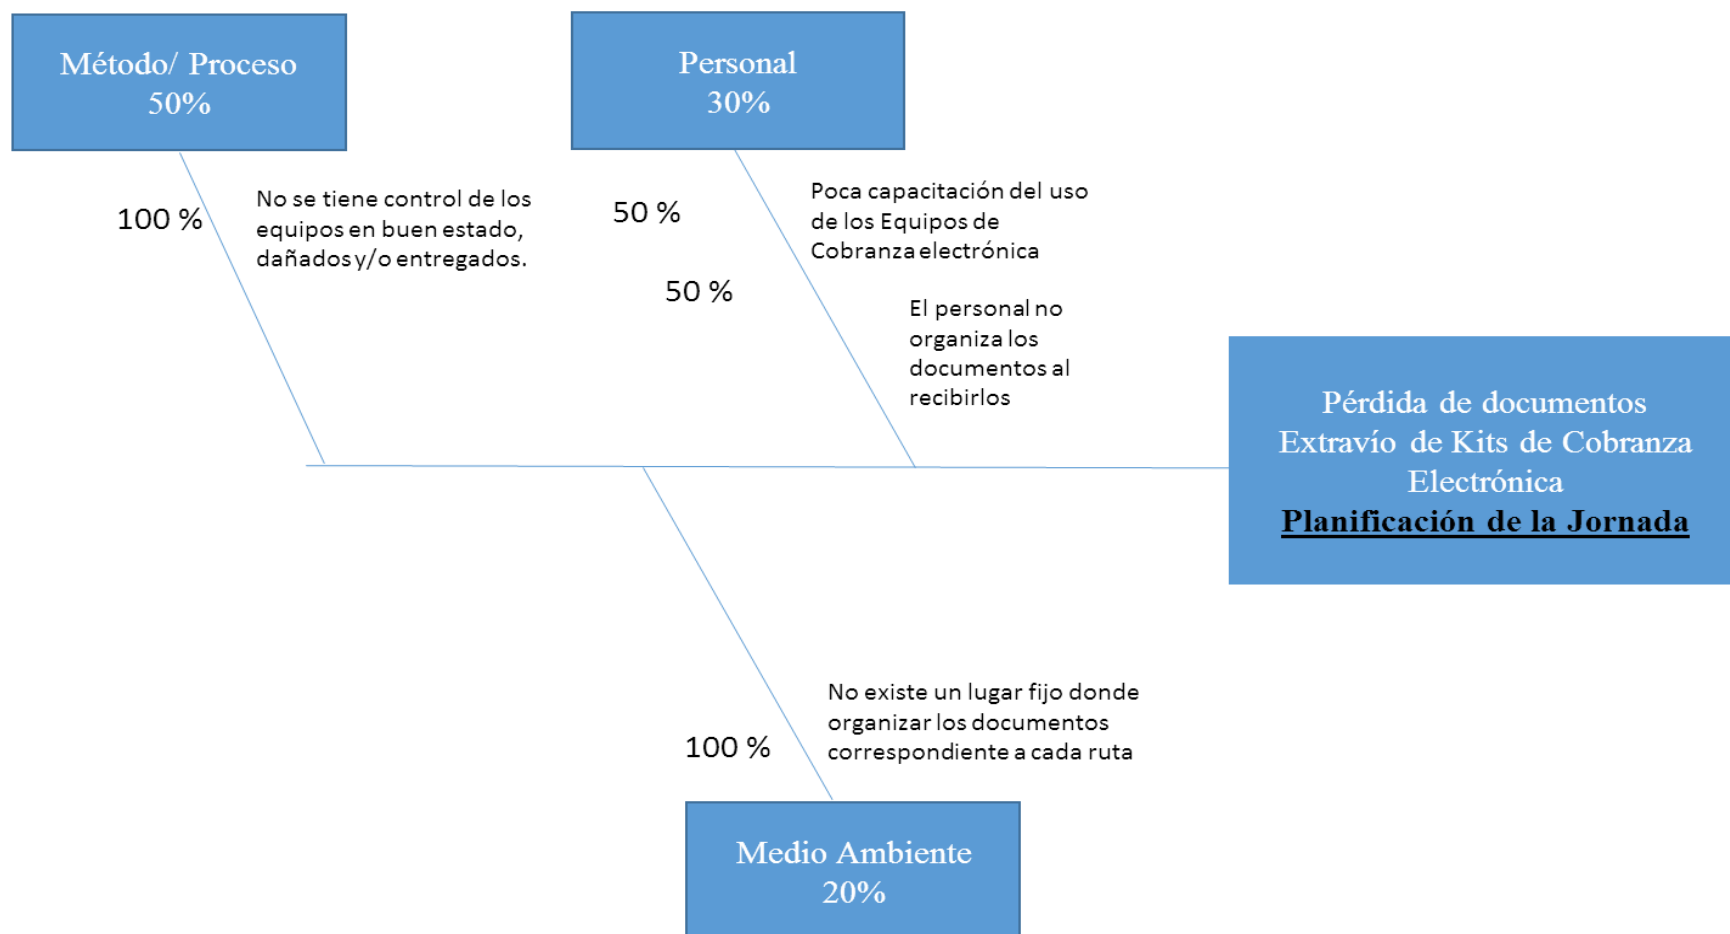 Método/ Proceso
50%
Personal
30%
100 %
No se tiene control de los
equipos en buen estado,
dañados y/o entregados.
50 %
Poca capacitación del uso
de los Equipos de
Cobranza electrónica
50 %
El personal no
organiza los
documentos al
recibirlos
Pérdida de documentos
Extravío de Kits de Cobranza
Electrónica
Planificación de la Jornada
100 %
No existe un lugar fijo donde
organizar los documentos
correspondiente a cada ruta
Medio Ambiente
20%